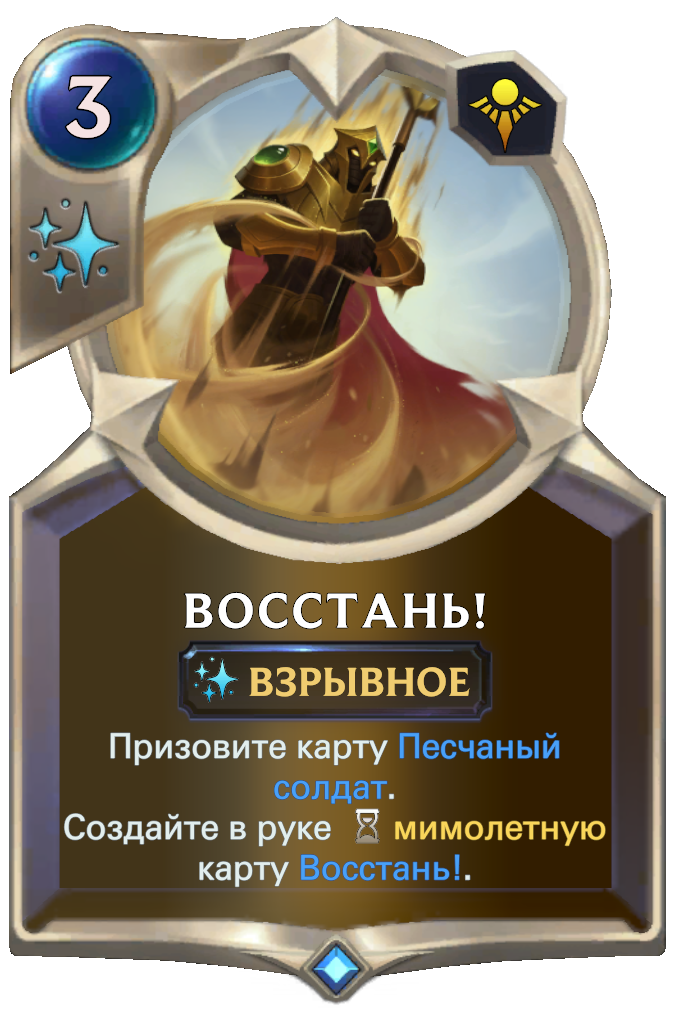 3
ВОССТАНЬ!
ВЗРЫВНОЕ
Призовите карту Песчаный
солдат.
Создайте в руке мимолетную
карту Восстань!.